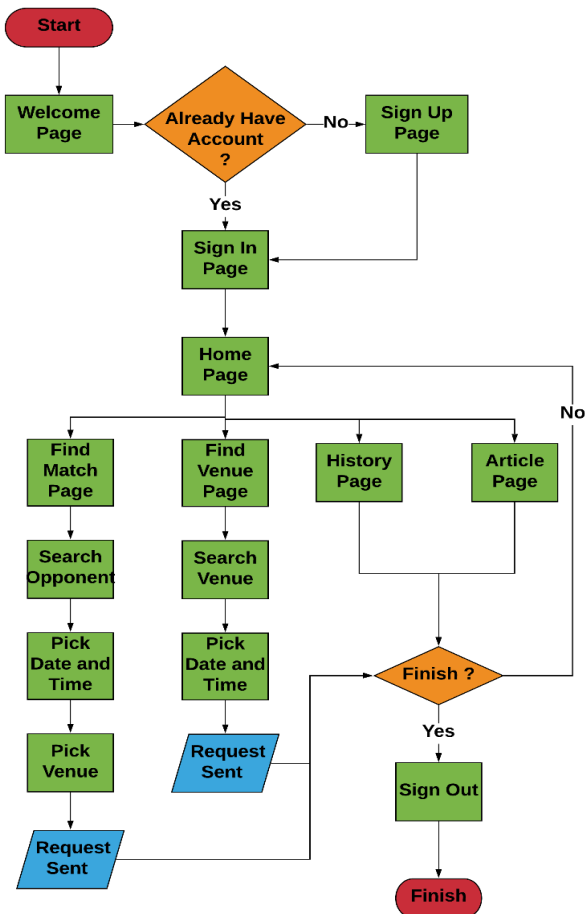 Start
Welcome
Page
Already Have
Account
?
No
Sign Up
Page
Yes
Sign In
Page
Home
Page
No
Find
Match
Page
Find
Venue
Page
History
Page
Article
Page
Search
Opponent
Search
Venue
Pick
Date and
Time
Pick
Date and
Time
Finish ?
Yes
Pick
Venue
Request
Sent
Sign Out
Request
Sent
Finish